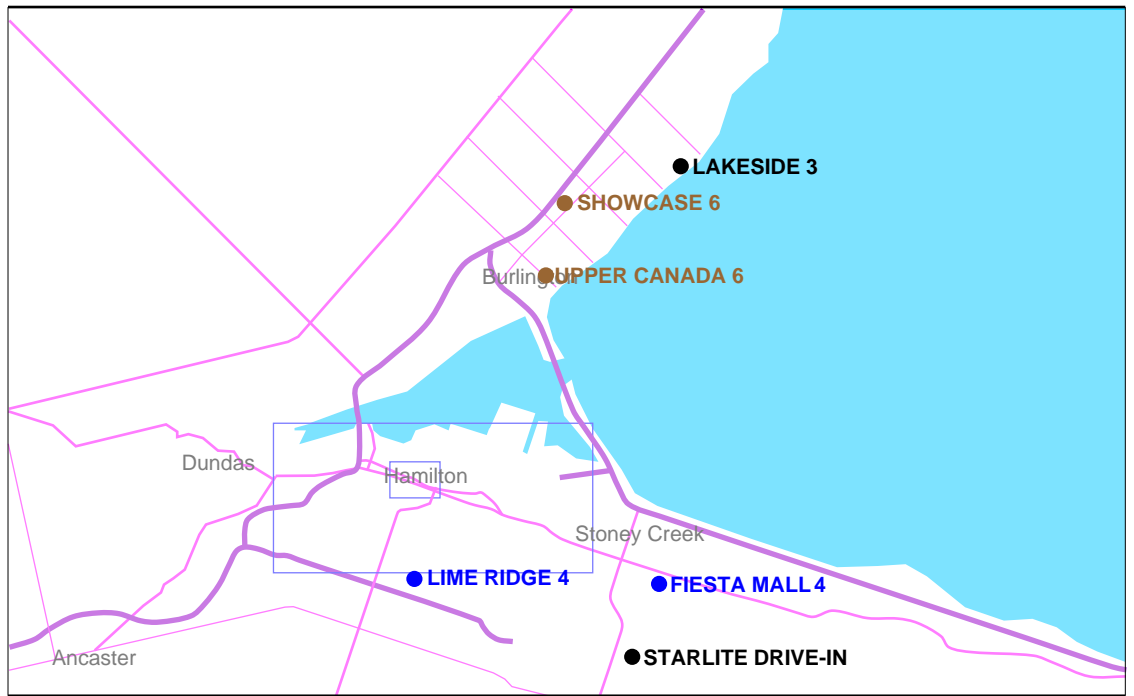 LAKESIDE 3
SHOWCASE 6
Burlington
UPPER CANADA 6
Dundas
Hamilton
Stoney Creek
LIME RIDGE 4
FIESTA MALL 4
Ancaster
STARLITE DRIVE-IN